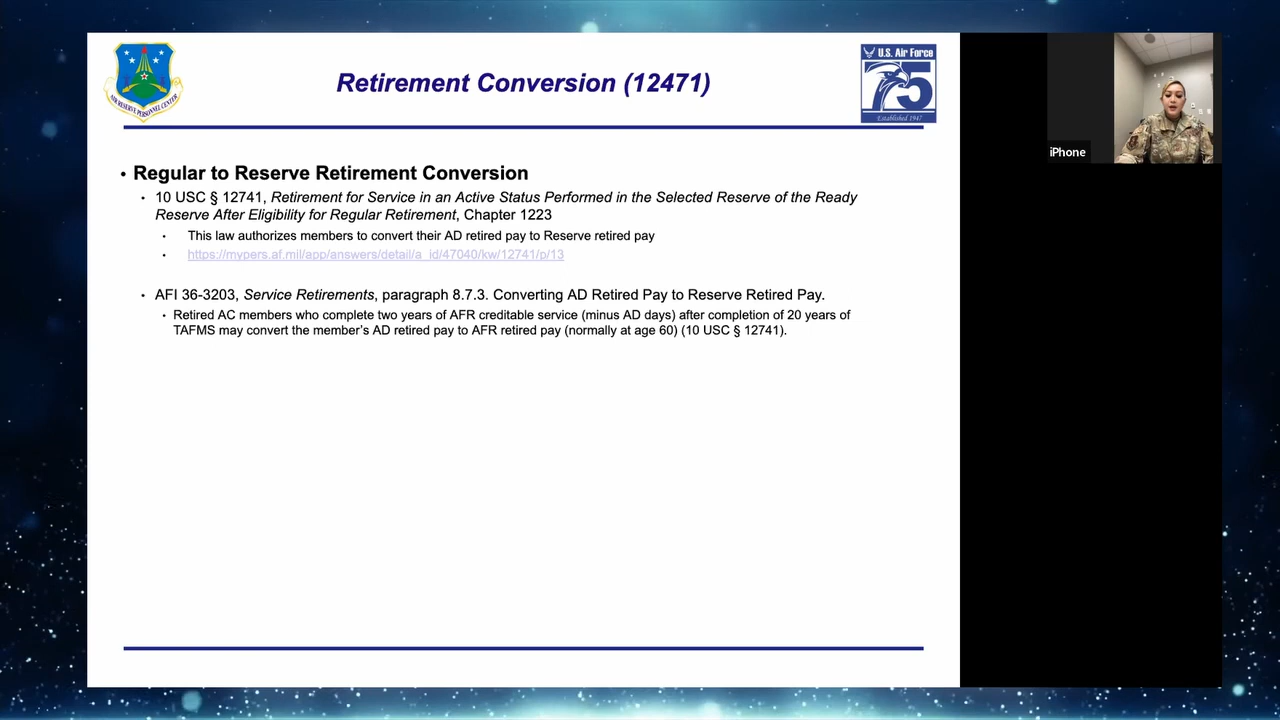 Retirement Conversion (12471)
AIR RESERVE PERSONNEL CENTER
U.S. Air Force
75
Established 1947
iPhone
• Regular to Reserve Retirement Conversion
• 10 USC § 12741, Retirement for Service in an Active Status Performed in the Selected Reserve of the Ready
Reserve After Eligibility for Regular Retirement, Chapter 1223
• This law authorizes members to convert their AD retired pay to Reserve retired pay
• https://mypers.af.mil/app/answers/detail/a_id/47040/kw/12741/p/13
• AFI 36-3203, Service Retirements, paragraph 8.7.3. Converting AD Retired Pay to Reserve Retired Pay.
• Retired AC members who complete two years of AFR creditable service (minus AD days) after completion of 20 years of
TAFMS may convert the member's AD retired pay to AFR retired pay (normally at age 60) (10 USC § 12741).